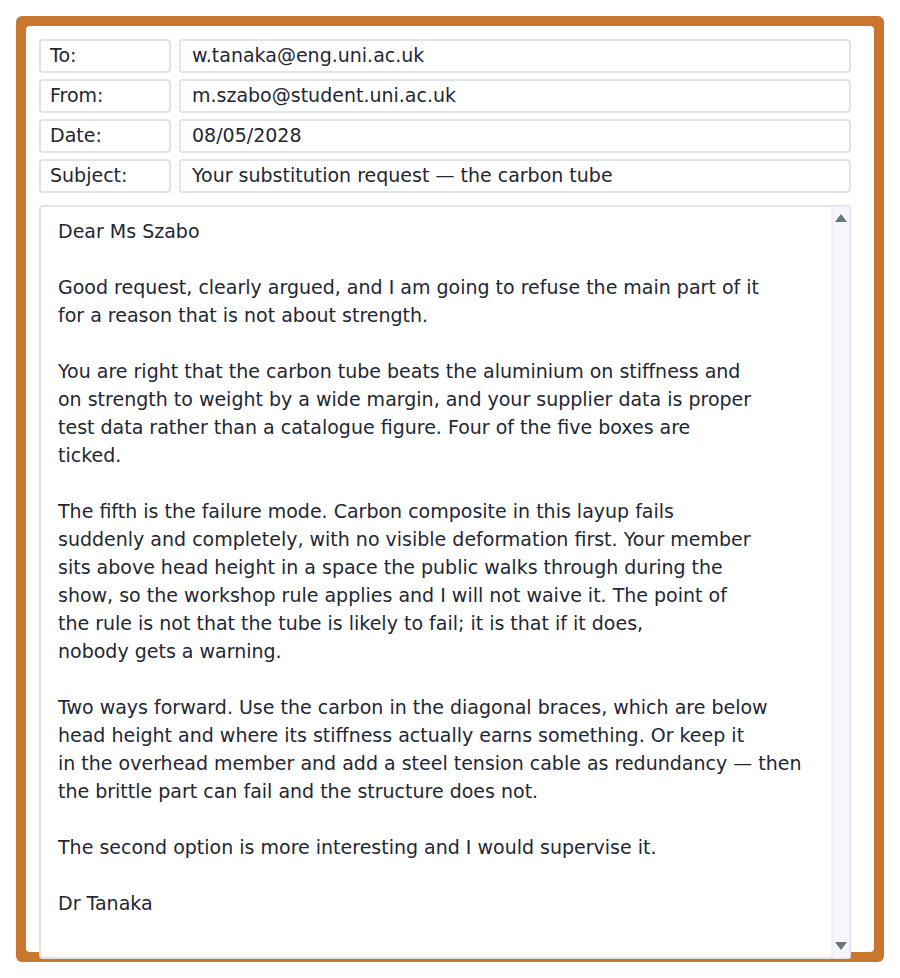 To: w.tanaka@eng.uni.ac.uk
From: m.szabo@student.uni.ac.uk
Date: 08/05/2028
Subject: Your substitution request — the carbon tube
Dear Ms Szabo
Good request, clearly argued, and I am going to refuse the main part of it
for a reason that is not about strength.
You are right that the carbon tube beats the aluminium on stiffness and
on strength to weight by a wide margin, and your supplier data is proper
test data rather than a catalogue figure. Four of the five boxes are
ticked.
The fifth is the failure mode. Carbon composite in this layup fails
suddenly and completely, with no visible deformation first. Your member
sits above head height in a space the public walks through during the
show, so the workshop rule applies and I will not waive it. The point of
the rule is not that the tube is likely to fail; it is that if it does,
nobody gets a warning.
Two ways forward. Use the carbon in the diagonal braces, which are below
head height and where its stiffness actually earns something. Or keep it
in the overhead member and add a steel tension cable as redundancy — then
the brittle part can fail and the structure does not.
The second option is more interesting and I would supervise it.
Dr Tanaka